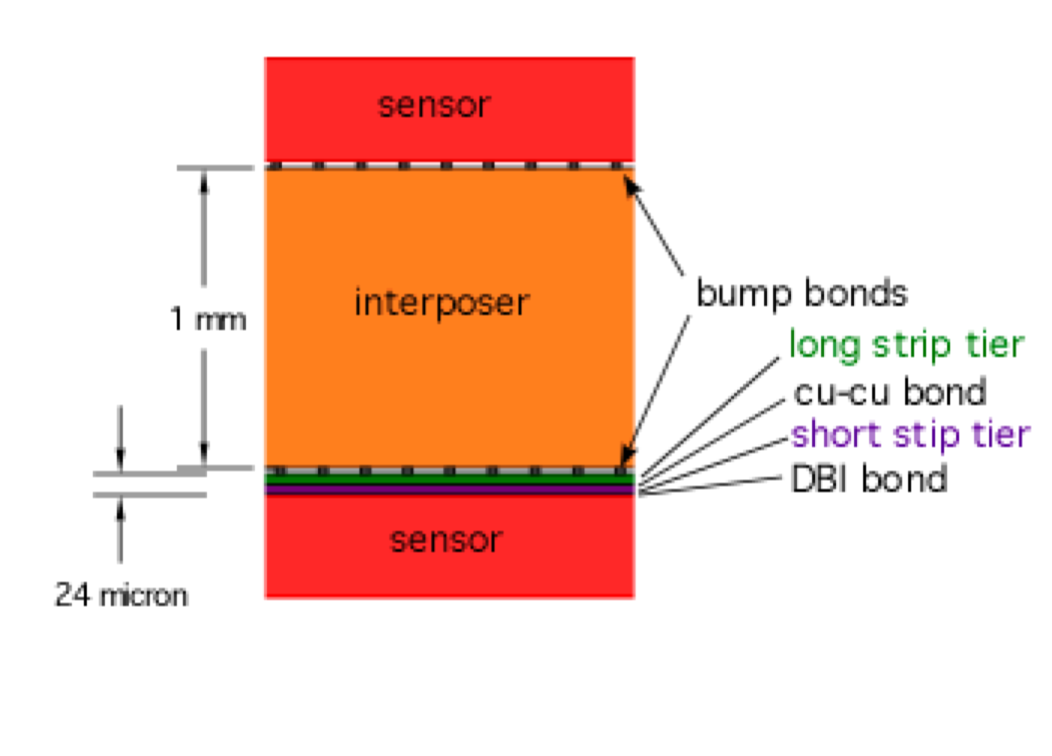 sensor
interposer
1 mm
bump bonds
long strip tier
cu-cu bond
short stip tier
DBI bond
sensor
24 micron